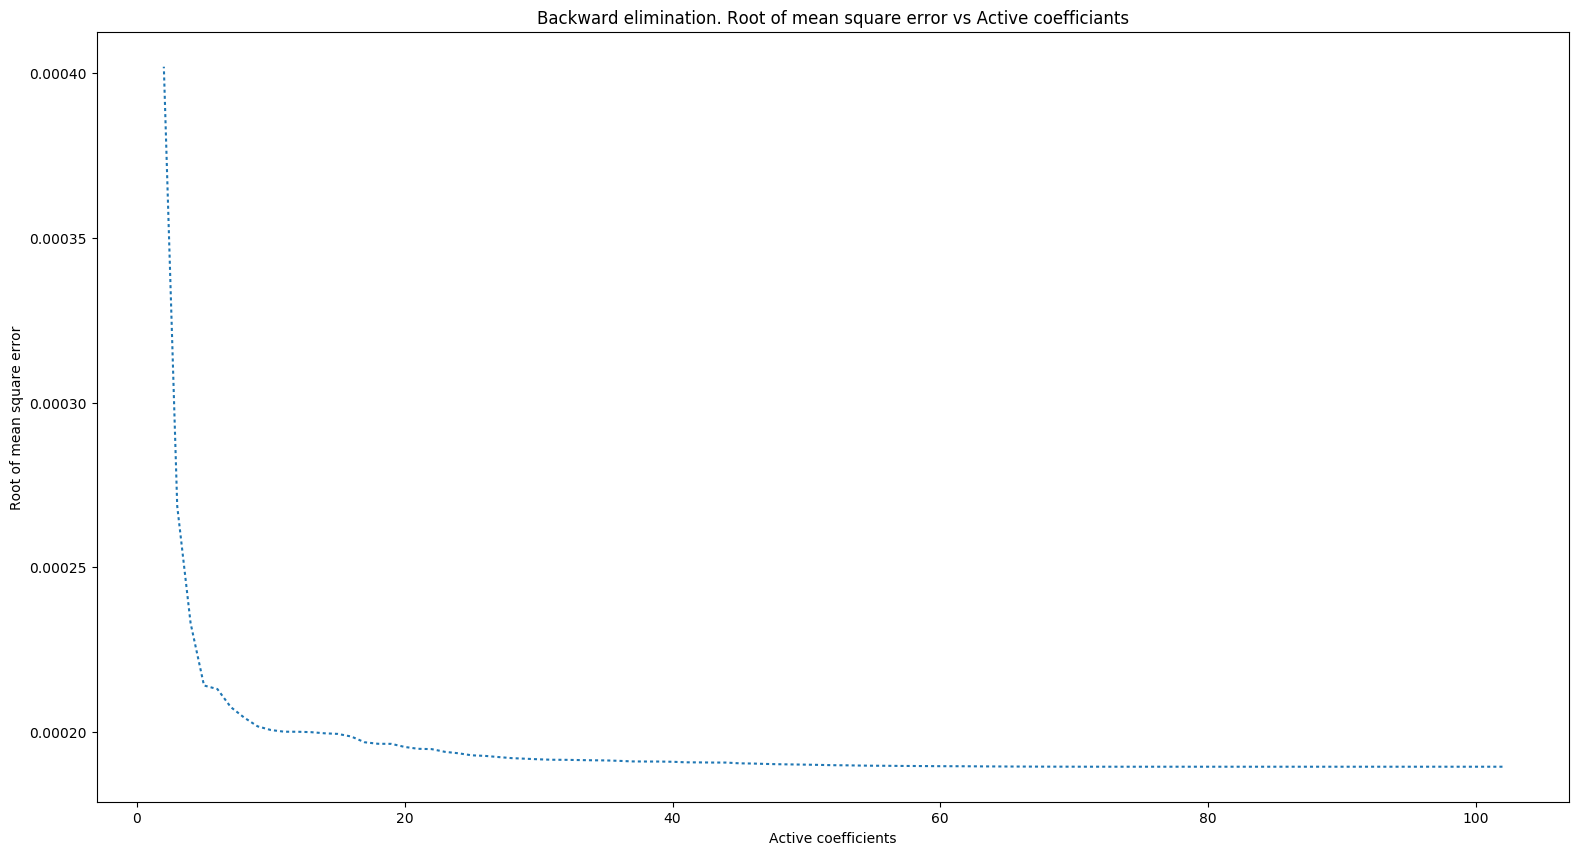 Backward elimination. Root of mean square error vs Active coefficiants
0.00040
0.00035
0.00030
0.00025
0.00020
Root of mean square error
0 20 40 60 80 100
Active coefficients